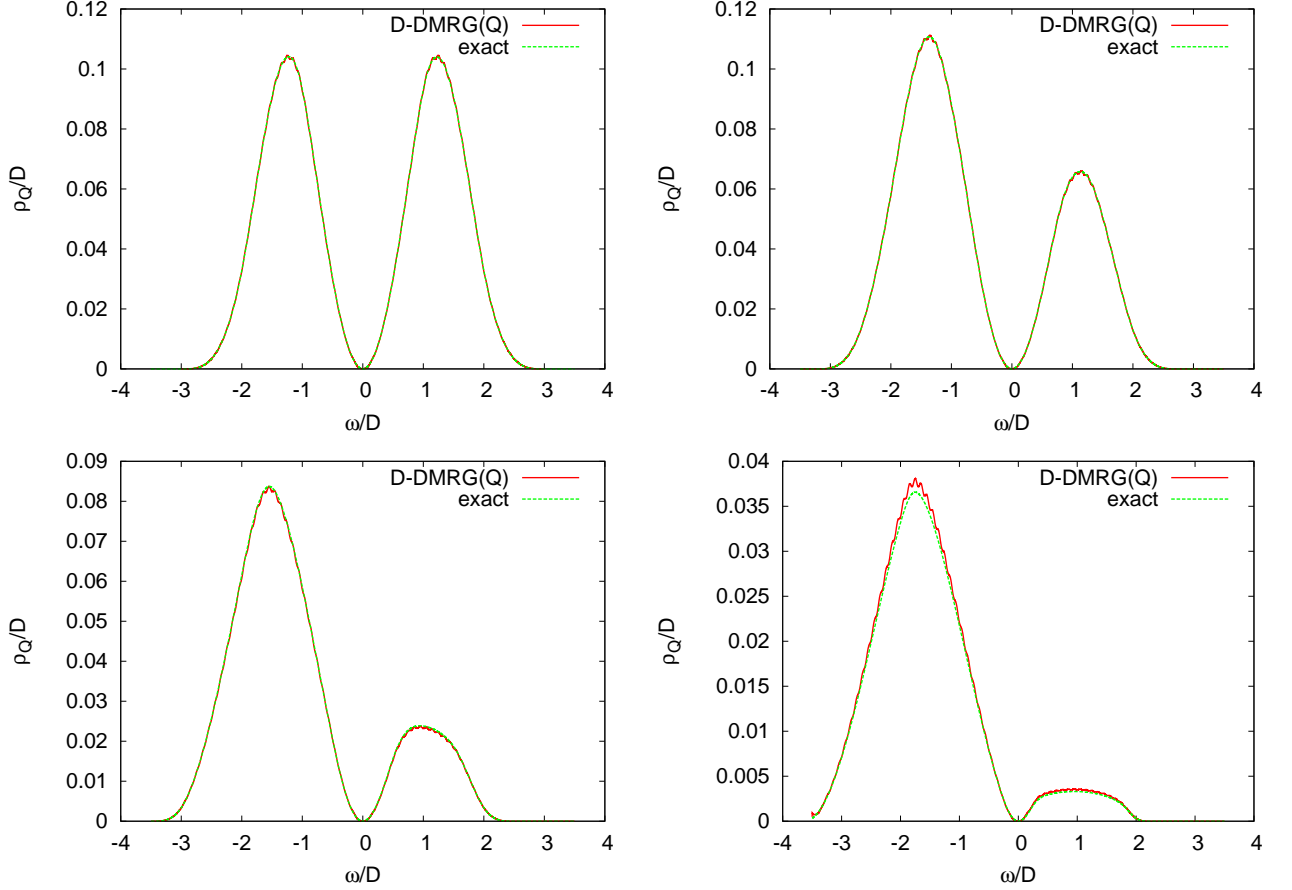 0.12
0.1
0.08
0.06
0.04
0.02
0
-4 -3 -2 -1 0 1 2 3 4
ρQ/D
ω/D
D-DMRG(Q)
exact
0.12
0.1
0.08
0.06
0.04
0.02
0
-4 -3 -2 -1 0 1 2 3 4
ρQ/D
ω/D
D-DMRG(Q)
exact
0.09
0.08
0.07
0.06
0.05
0.04
0.03
0.02
0.01
0
-4 -3 -2 -1 0 1 2 3 4
ρQ/D
ω/D
D-DMRG(Q)
exact
0.04
0.035
0.03
0.025
0.02
0.015
0.01
0.005
0
-4 -3 -2 -1 0 1 2 3 4
ρQ/D
ω/D
D-DMRG(Q)
exact